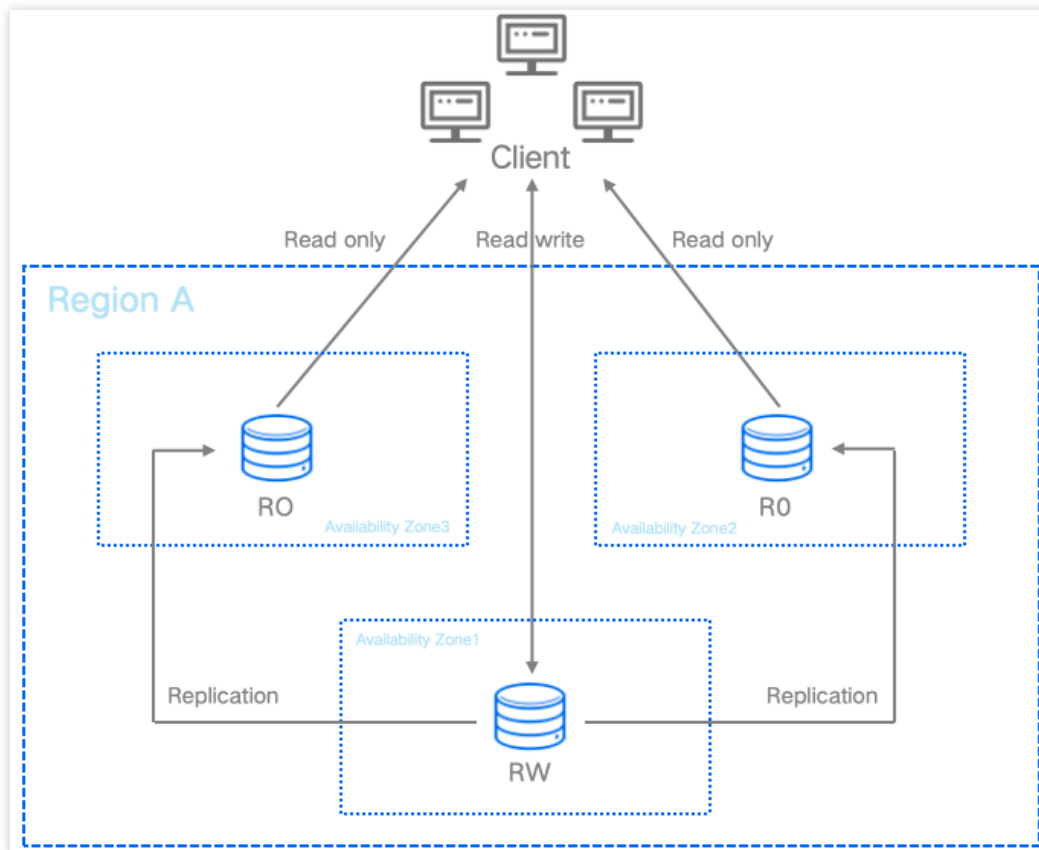 Client
Read only
Read write
Read only
Region A
RO
Availability Zone3
R0
Availability Zone2
Availability Zone1
Replication
Replication
RW